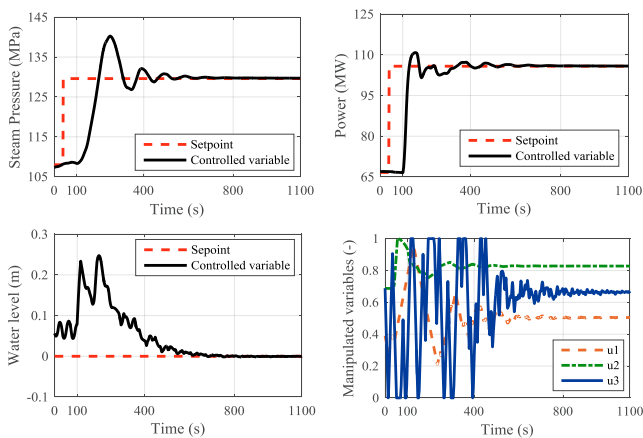 Steam Pressure (MPa)
145
135
125
115
105
0 100 400 800 1100
Time (s)
Setpoint
Controlled variable
Power (MW)
125
105
85
65
0 100 400 800 1100
Time (s)
Setpoint
Controlled variable
Water level (m)
0.3
0.2
0.1
0
-0.1
0 100 400 800 1100
Time (s)
Sepoint
Controlled variable
Manipulated variables (-)
1
0.8
0.6
0.4
0.2
0
0 100 400 800 1100
Time (s)
u1
u2
u3